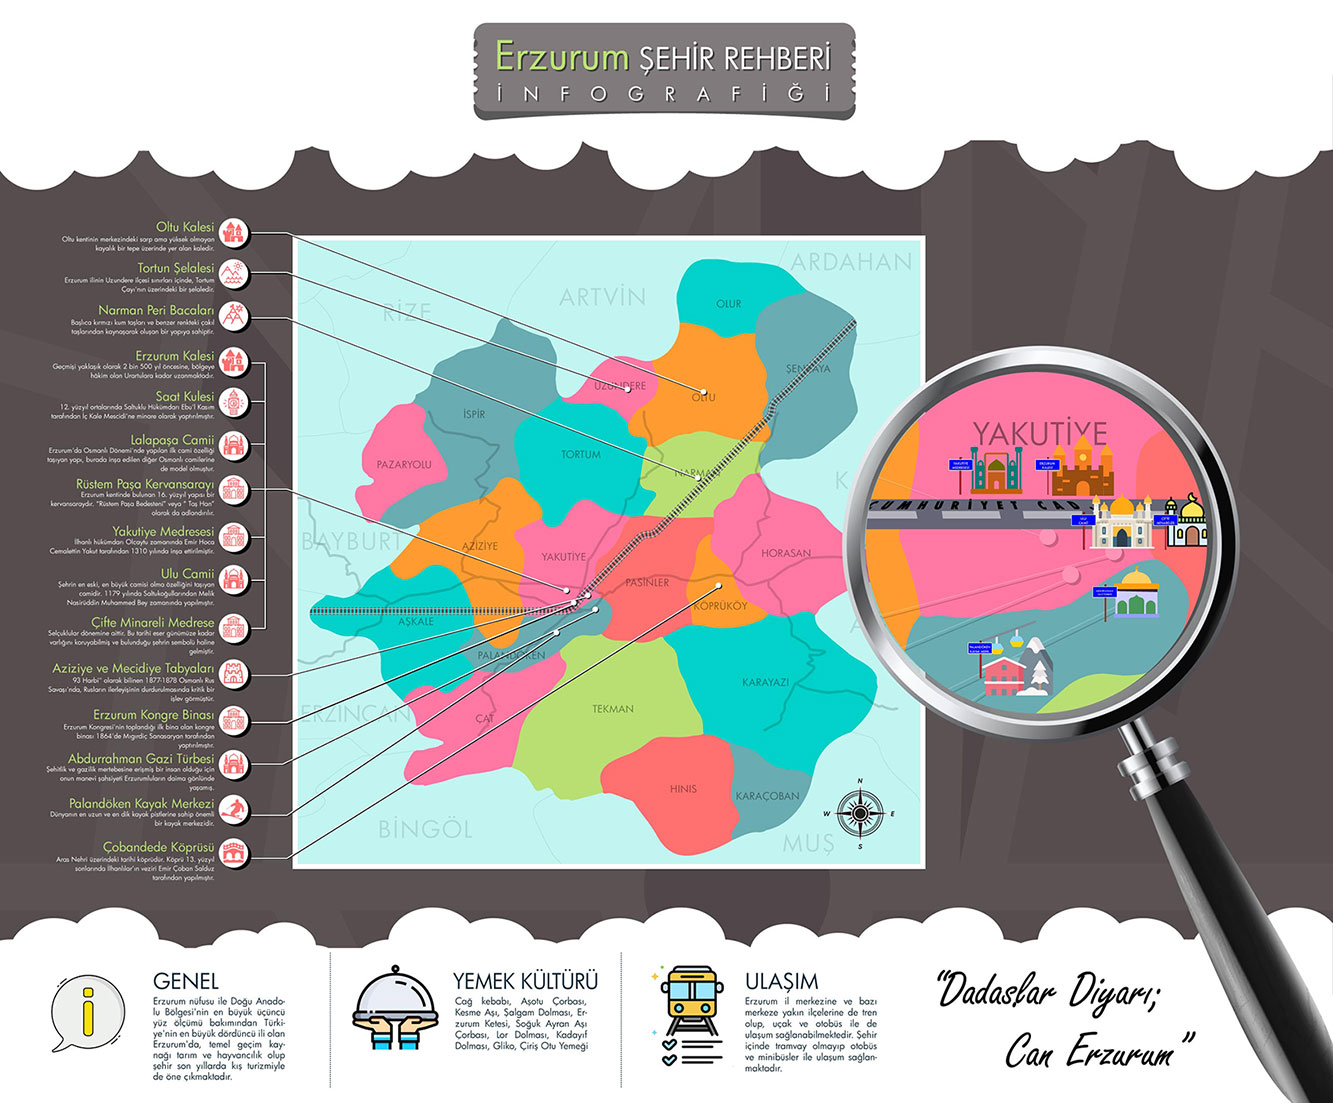 Erzurum ŞEHİR REHBERİ
İNFOGRAFİĞİ
Oltu Kalesi
Oltu kentinin merkezindeki sarp ama yüksek olmayan
kayalık bir tepe üzerinde yer alan kaledir.
Tortun Şelalesi
Erzurum ilinin Uzundere ilçesi sınırları içinde, Tortum
Çayı'nın üzerindeki bir şelaledir.
Narman Peri Bacaları
Başlıca kırmızı kum taşları ve benzer renkteki çakıl
taşlarından kaynaşarak oluşan bir yapıya sahiptir.
Erzurum Kalesi
Geçmişi yaklaşık olarak 2 bin 500 yıl öncesine, bölgeye
hâkim olan Urartulara kadar uzanmaktadır.
Saat Kulesi
12. yüzyıl ortalarında Saltuklu Hükümdarı Ebu'l Kasım
tarafından İç Kale Mescidi'ne minare olarak yaptırılmıştır.
Lalapaşa Camii
Erzurum'da Osmanlı Dönemi'nde yapılan ilk cami özelliği
taşıyan yapı, burada inşa edilen diğer Osmanlı camilerine
de model olmuştur.
Rüstem Paşa Kervansarayı
Erzurum kentinde bulunan 16. yüzyıl yapısı bir
kervansaraydır. "Rüstem Paşa Bedesteni" veya " Taş Han"
olarak da adlandırılır.
Yakutiye Medresesi
İlhanlı hükümdarı Olcaytu zamanında Emir Hoca
Cemalettin Yakut tarafından 1310 yılında inşa ettirilmiştir.
Ulu Camii
Şehrin en eski, en büyük camisi olma özelliğini taşıyan
camidir. 1179 yılında Saltukoğullarından Melik
Nasirüddin Muhammed Bey zamanında yapılmıştır.
Çifte Minareli Medrese
Selçuklular dönemine aittir. Bu tarihi eser günümüze kadar
varlığını koruyabilmiş ve bulunduğu şehrin sembolü haline
gelmiştir.
Aziziye ve Mecidiye Tabyaları
93 Harbi" olarak bilinen 1877-1878 Osmanlı Rus
Savaşı'nda, Rusların ilerleyişinin durdurulmasında kritik bir
işlev görmüştür.
Erzurum Kongre Binası
Erzurum Kongresi'nin toplandığı ilk bina olan kongre
binası 1864'de Mıgırdiç Sanasaryan tarafından
yaptırılmıştır.
Abdurrahman Gazi Türbesi
Şehitlik ve gazilik mertebesine erişmiş bir insan olduğu için
onun manevi şahsiyeti Erzurumluların daima gönlünde
yaşamış.
Palandöken Kayak Merkezi
Dünyanın en uzun ve en dik kayak pistlerine sahip önemli
bir kayak merkezidir.
Çobandede Köprüsü
Aras Nehri üzerindeki tarihi köprüdür. Köprü 13. yüzyıl
sonlarında İlhanlılar'ın veziri Emir Çoban Salduz
tarafından yapılmıştır.
ARDAHAN
ARTVİN
RİZE
OLUR
ŞENKAYA
UZUNDERE
OLTU
İSPİR
PAZARYOLU
TORTUM
NARMAN
K
BAYBURT
AZİZİYE
YAKUTİYE
PASİNLER
HORASAN
KÖPRÜKÖY
AŞKALE
PALANDÖKEN
A
ERZİNCAN
ÇAT
TEKMAN
KARAYAZI
HINIS
KARAÇOBAN
BİNGÖL
MUŞ
N
W
E
S
YAKUTİYE
YAKUTİYE MEDRESESİ
ERZURUM KALESİ
CUMHURİYET CAD
ULU CAMİİ
ÇİFTE MİNARELER
PALANDÖKEN KAYAK MERK.
GENEL
Erzurum nüfusu ile Doğu Anado-
lu Bölgesi'nin en büyük üçüncü
yüz ölçümü bakımından Türki-
ye'nin en büyük dördüncü ili olan
Erzurum'da, temel geçim kay-
nağı tarım ve hayvancılık olup
şehir son yıllarda kış turizmiyle
de öne çıkmaktadır.
YEMEK KÜLTÜRÜ
Cağ kebabı, Aşotu Çorbası,
Kesme Aşı, Şalgam Dolması, Er-
zurum Ketesi, Soğuk Ayran Aşı
Çorbası, Lor Dolması, Kadayıf
Dolması, Gliko, Çiriş Otu Yemeği
ULAŞIM
Erzurum il merkezine ve bazı
merkeze yakın ilçelerine de tren
olup, uçak ve otobüs ile de
ulaşım sağlanabilmektedir. Şehir
içinde tramvay olmayıp otobüs
ve minibüsler ile ulaşım sağlan-
maktadır.
"Dadaşlar Diyarı;
Can Erzurum"